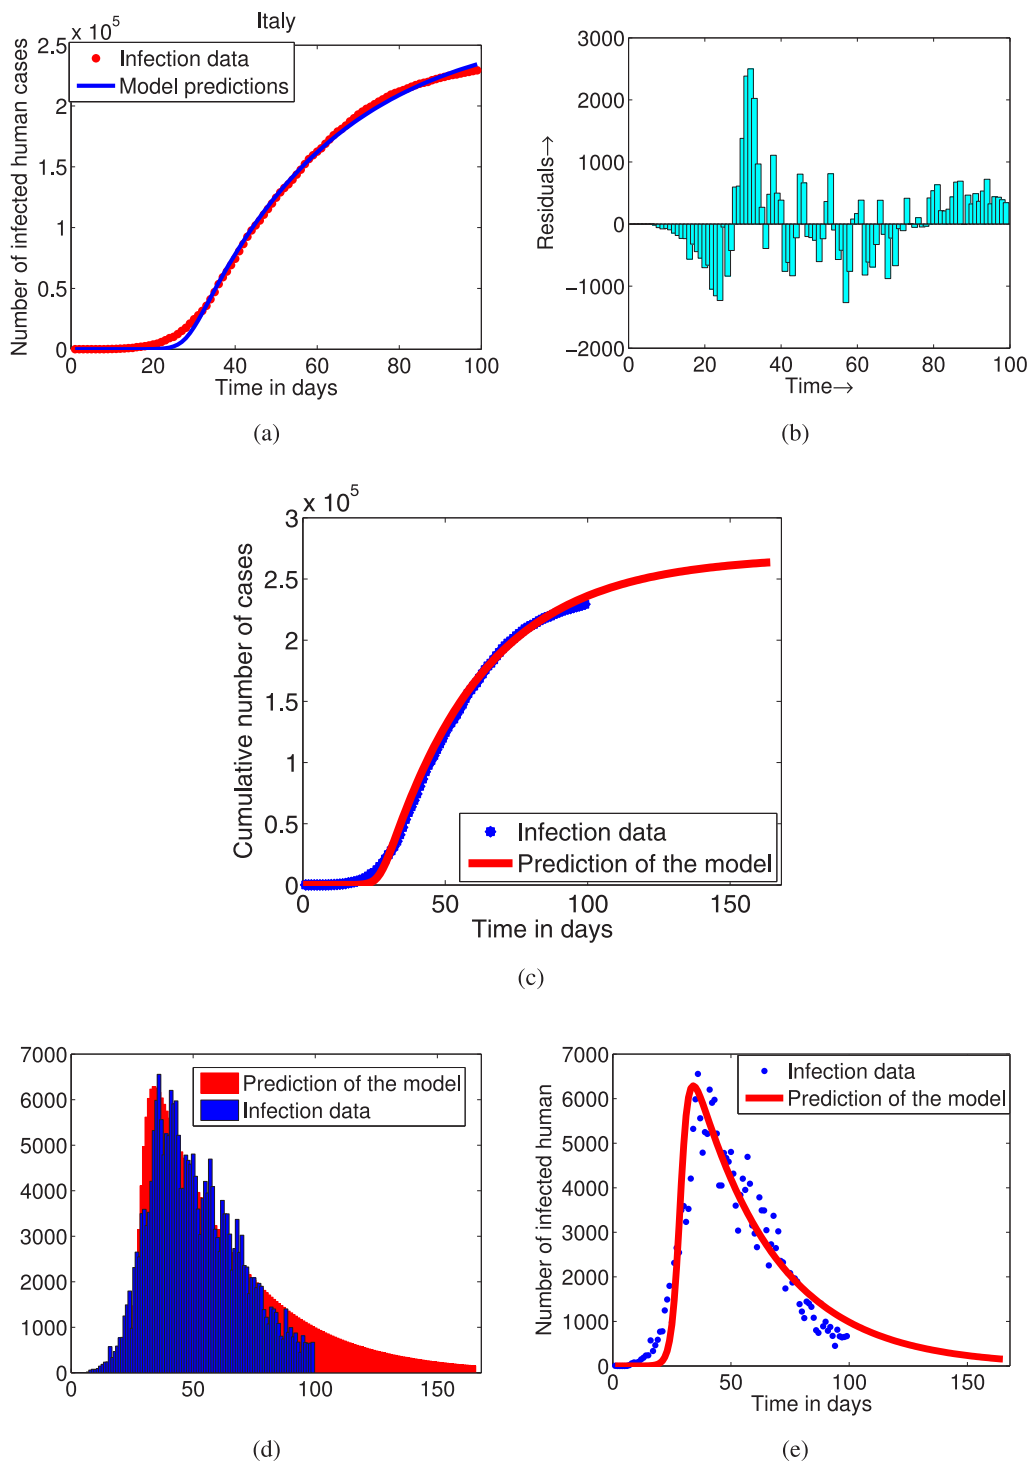 Italy
× 10^5
Number of infected human cases
2.5
2
1.5
1
0.5
0
Infection data
Model predictions
0 20 40 60 80 100
Time in days
(a)
Residuals→
3000
2000
1000
0
−1000
−2000
0 20 40 60 80 100
Time→
(b)
x 10^5
Cumulative number of cases
3
2.5
2
1.5
1
0.5
0
Infection data
Prediction of the model
0 50 100 150
Time in days
(c)
7000
6000
5000
4000
3000
2000
1000
0
Prediction of the model
Infection data
0 50 100 150
(d)
Number of infected human
7000
6000
5000
4000
3000
2000
1000
0
Infection data
Prediction of the model
0 50 100 150
Time in days
(e)